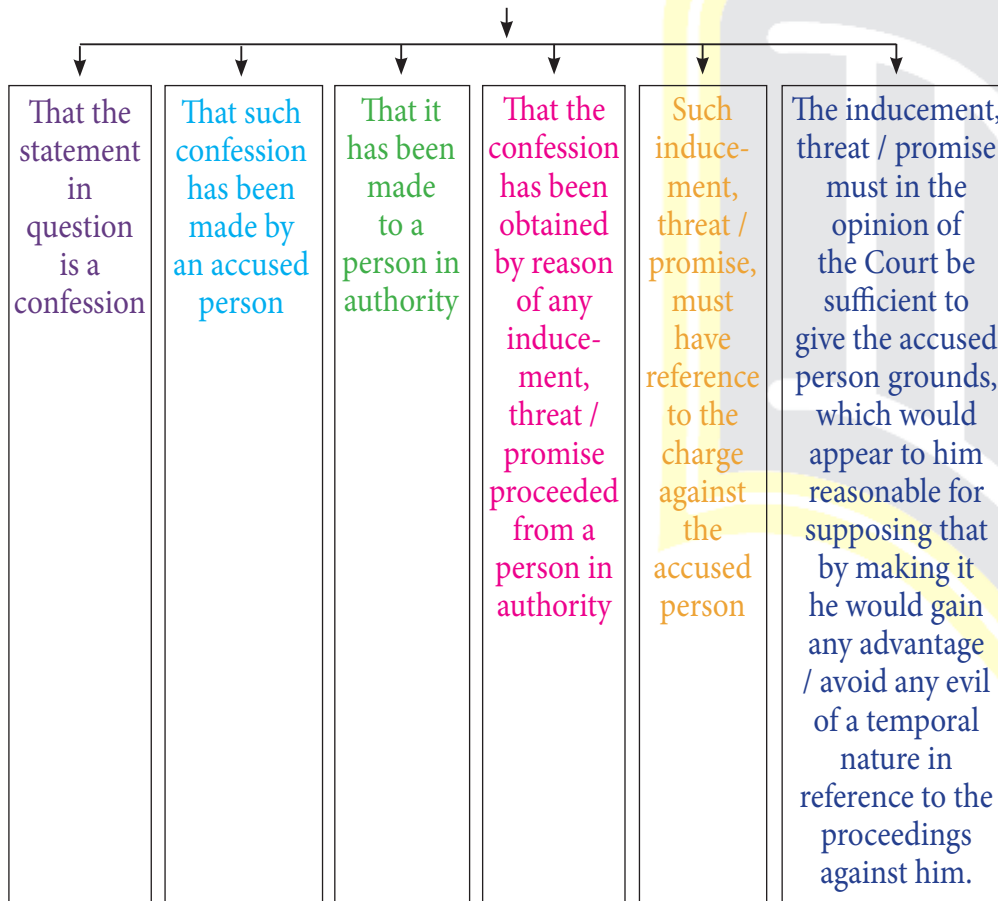 That the
statement
in
question
is a
confession
That such
confession
has been
made by
an accused
person
That it
has been
made
to a
person in
authority
That the
confession
has been
obtained
by reason
of any
induce-
ment,
threat /
promise
proceeded
from a
person in
authority
Such
induce-
ment,
threat /
promise,
must
have
reference
to the
charge
against
the
accused
person
The inducement,
threat / promise
must in the
opinion of
the Court be
sufficient to
give the accused
person grounds,
which would
appear to him
reasonable for
supposing that
by making it
he would gain
any advantage
/ avoid any evil
of a temporal
nature in
reference to the
proceedings
against him.